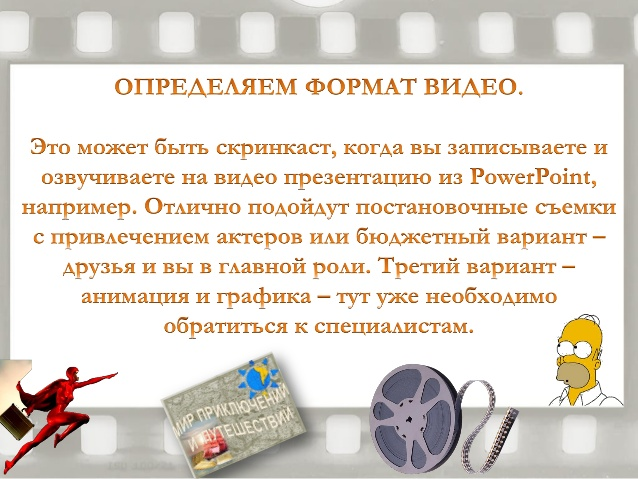 ОПРЕДЕЛЯЕМ ФОРМАТ ВИДЕО.
Это может быть скринкаст, когда вы записываете и
озвучиваете на видео презентацию из PowerPoint,
например. Отлично подойдут постановочные съемки
с привлечением актеров или бюджетный вариант –
друзья и вы в главной роли. Третий вариант –
анимация и графика – тут уже необходимо
обратиться к специалистам.
МИР ПРИКЛЮЧЕНИЙ
И ПУТЕШЕСТВИЙ